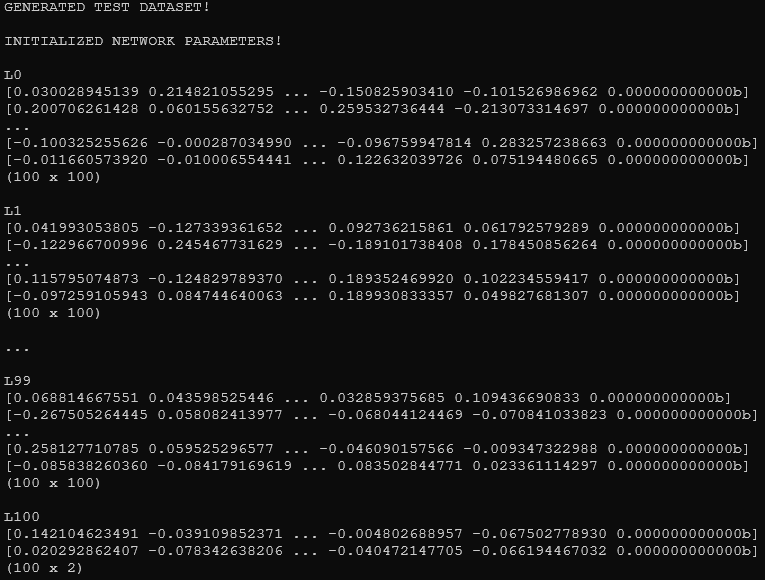 GENERATED TEST DATASET!
INITIALIZED NETWORK PARAMETERS!
L0
[0.030028945139 0.214821055295 ... -0.150825903410 -0.101526986962 0.000000000000b]
[0.200706261428 0.060155632752 ... 0.259532736444 -0.213073314697 0.000000000000b]
...
[-0.100325255626 -0.000287034990 ... -0.096759947814 0.283257238663 0.000000000000b]
[-0.011660573920 -0.010006554441 ... 0.122632039726 0.075194480665 0.000000000000b]
(100 x 100)
L1
[0.041993053805 -0.127339361652 ... 0.092736215861 0.061792579289 0.000000000000b]
[-0.122966700996 0.245467731629 ... -0.189101738408 0.178450856264 0.000000000000b]
...
[0.115795074873 -0.124829789370 ... 0.189352469920 0.102234559417 0.000000000000b]
[-0.097259105943 0.084744640063 ... 0.189930833357 0.049827681307 0.000000000000b]
(100 x 100)
...
L99
[0.068814667551 0.043598525446 ... 0.032859375685 0.109436690833 0.000000000000b]
[-0.267505264445 0.058082413977 ... -0.068044124469 -0.070841033823 0.000000000000b]
...
[0.258127710785 0.059525296577 ... -0.046090157566 -0.009347322988 0.000000000000b]
[-0.085838260360 -0.084179169619 ... 0.083502844771 0.023361114297 0.000000000000b]
(100 x 100)
L100
[0.142104623491 -0.039109852371 ... -0.004802688957 -0.067502778930 0.000000000000b]
[0.020292862407 -0.078342638206 ... -0.040472147705 -0.066194467032 0.000000000000b]
(100 x 2)